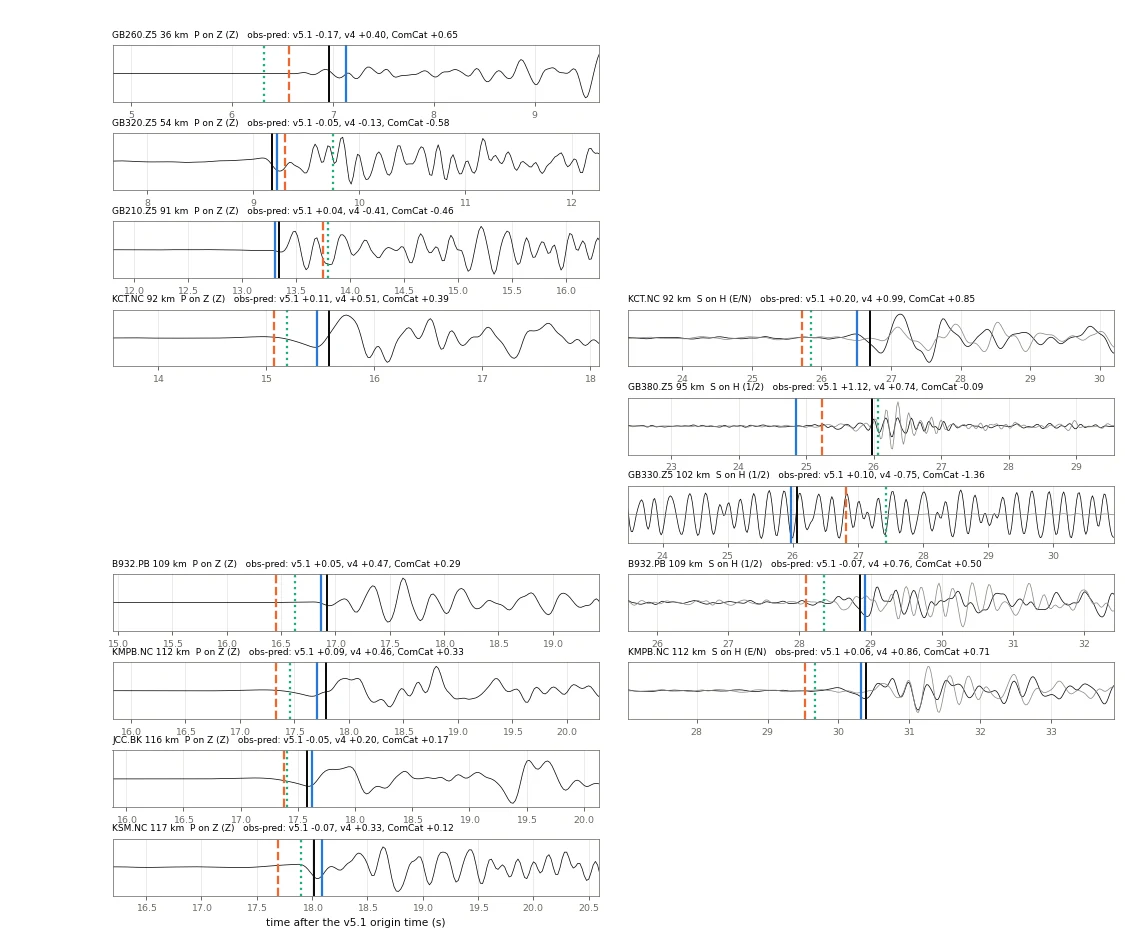 GB260.Z5 36 km P on Z (Z) obs-pred: v5.1 -0.17, v4 +0.40, ComCat +0.65
5 6 7 8 9
GB320.Z5 54 km P on Z (Z) obs-pred: v5.1 -0.05, v4 -0.13, ComCat -0.58
8 9 10 11 12
GB210.Z5 91 km P on Z (Z) obs-pred: v5.1 +0.04, v4 -0.41, ComCat -0.46
12.0 12.5 13.0 13.5 14.0 14.5 15.0 15.5 16.0
KCT.NC 92 km P on Z (Z) obs-pred: v5.1 +0.11, v4 +0.51, ComCat +0.39
14 15 16 17 18
KCT.NC 92 km S on H (E/N) obs-pred: v5.1 +0.20, v4 +0.99, ComCat +0.85
24 25 26 27 28 29 30
GB380.Z5 95 km S on H (1/2) obs-pred: v5.1 +1.12, v4 +0.74, ComCat -0.09
23 24 25 26 27 28 29
GB330.Z5 102 km S on H (1/2) obs-pred: v5.1 +0.10, v4 -0.75, ComCat -1.36
24 25 26 27 28 29 30
B932.PB 109 km P on Z (Z) obs-pred: v5.1 +0.05, v4 +0.47, ComCat +0.29
15.0 15.5 16.0 16.5 17.0 17.5 18.0 18.5 19.0
B932.PB 109 km S on H (1/2) obs-pred: v5.1 -0.07, v4 +0.76, ComCat +0.50
26 27 28 29 30 31 32
KMPB.NC 112 km P on Z (Z) obs-pred: v5.1 +0.09, v4 +0.46, ComCat +0.33
16.0 16.5 17.0 17.5 18.0 18.5 19.0 19.5 20.0
KMPB.NC 112 km S on H (E/N) obs-pred: v5.1 +0.06, v4 +0.86, ComCat +0.71
28 29 30 31 32 33
JCC.BK 116 km P on Z (Z) obs-pred: v5.1 -0.05, v4 +0.20, ComCat +0.17
16.0 16.5 17.0 17.5 18.0 18.5 19.0 19.5 20.0
KSM.NC 117 km P on Z (Z) obs-pred: v5.1 -0.07, v4 +0.33, ComCat +0.12
16.5 17.0 17.5 18.0 18.5 19.0 19.5 20.0 20.5
time after the v5.1 origin time (s)